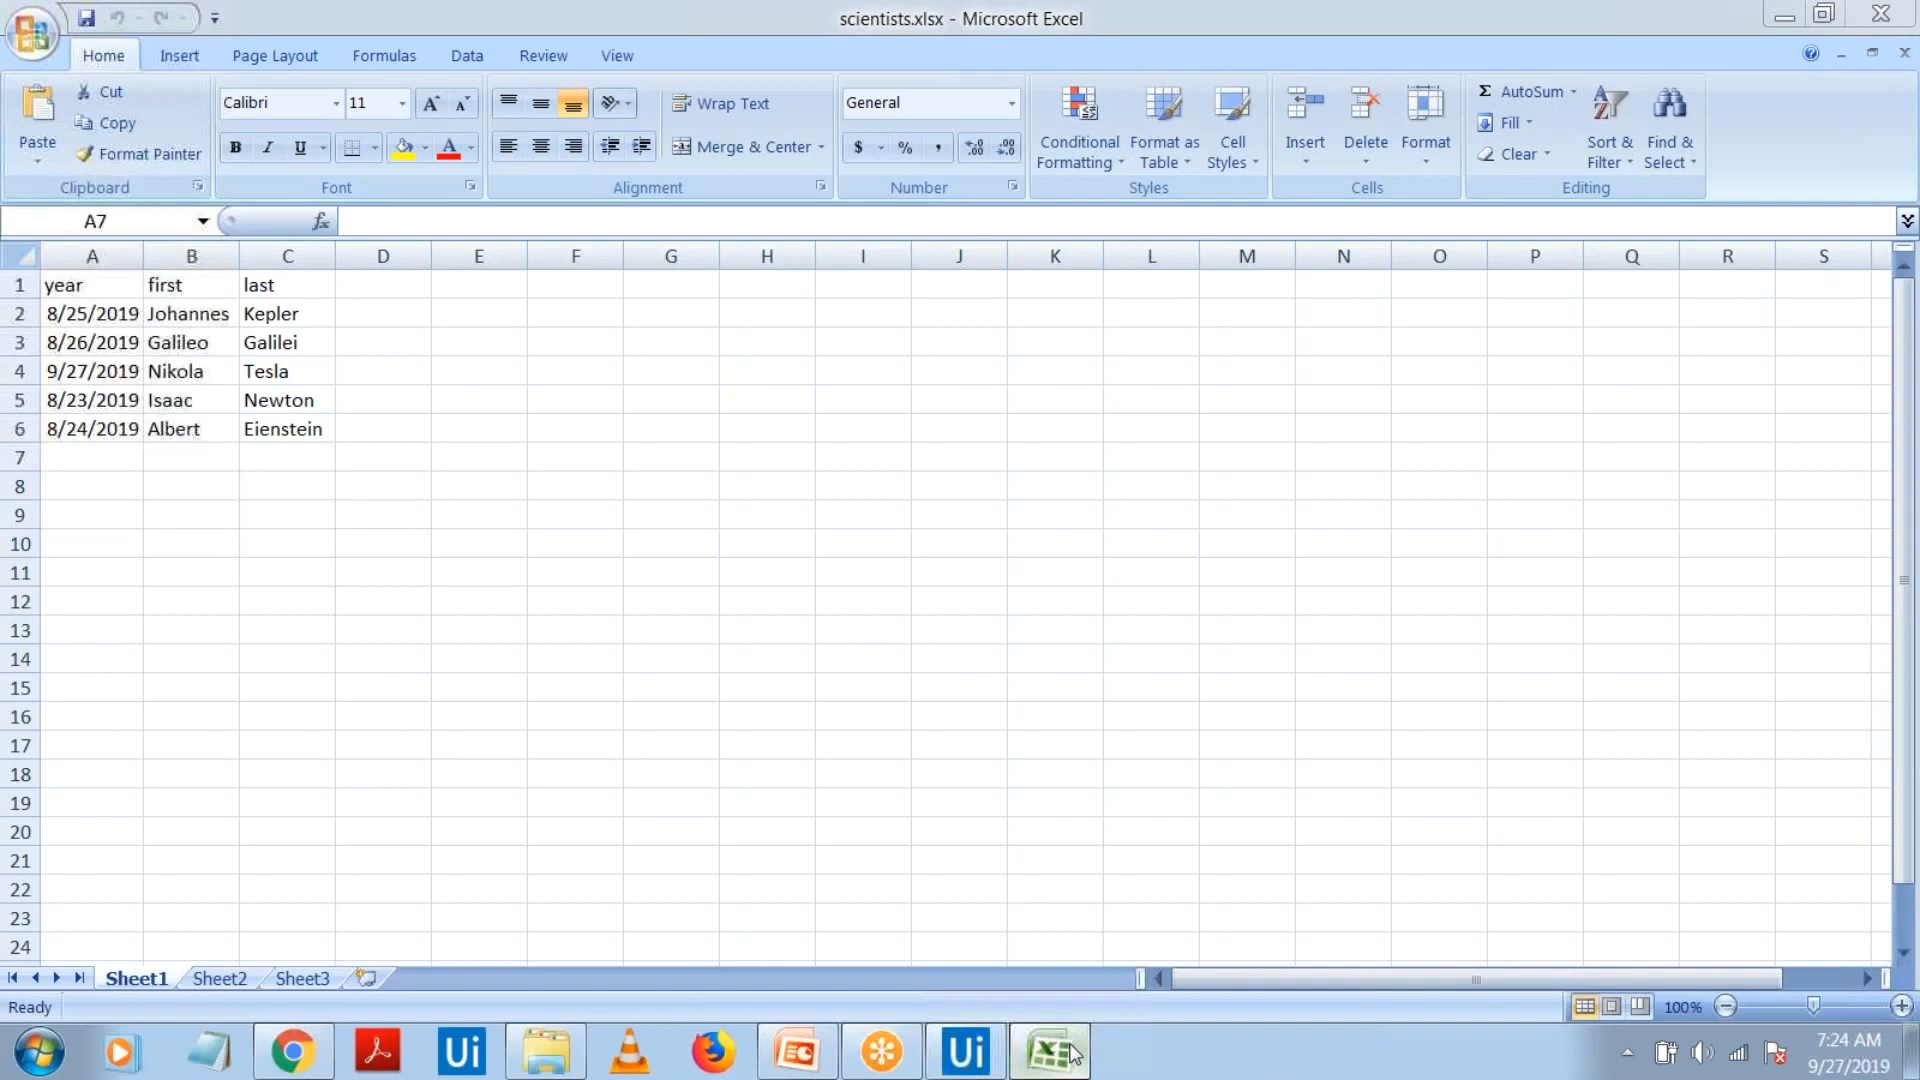 scientists.xlsx - Microsoft Excel
Home Insert Page Layout Formulas Data Review View
Paste
Cut
Copy
Format Painter
Clipboard
Calibri 11
B I U
Font
Wrap Text
Merge & Center
Alignment
General
$ % ,
Number
Conditional Formatting
Format as Table
Cell Styles
Styles
Insert Delete Format
Cells
Σ AutoSum
Fill
Clear
Sort & Filter
Find & Select
Editing
A7 fx
A B C D E F G H I J K L M N O P Q R S
1 year first last
2 8/25/2019 Johannes Kepler
3 8/26/2019 Galileo Galilei
4 9/27/2019 Nikola Tesla
5 8/23/2019 Isaac Newton
6 8/24/2019 Albert Eienstein
7
8
9
10
11
12
13
14
15
16
17
18
19
20
21
22
23
24
Sheet1 Sheet2 Sheet3
Ready 100%
Ui Ui
7:24 AM
9/27/2019